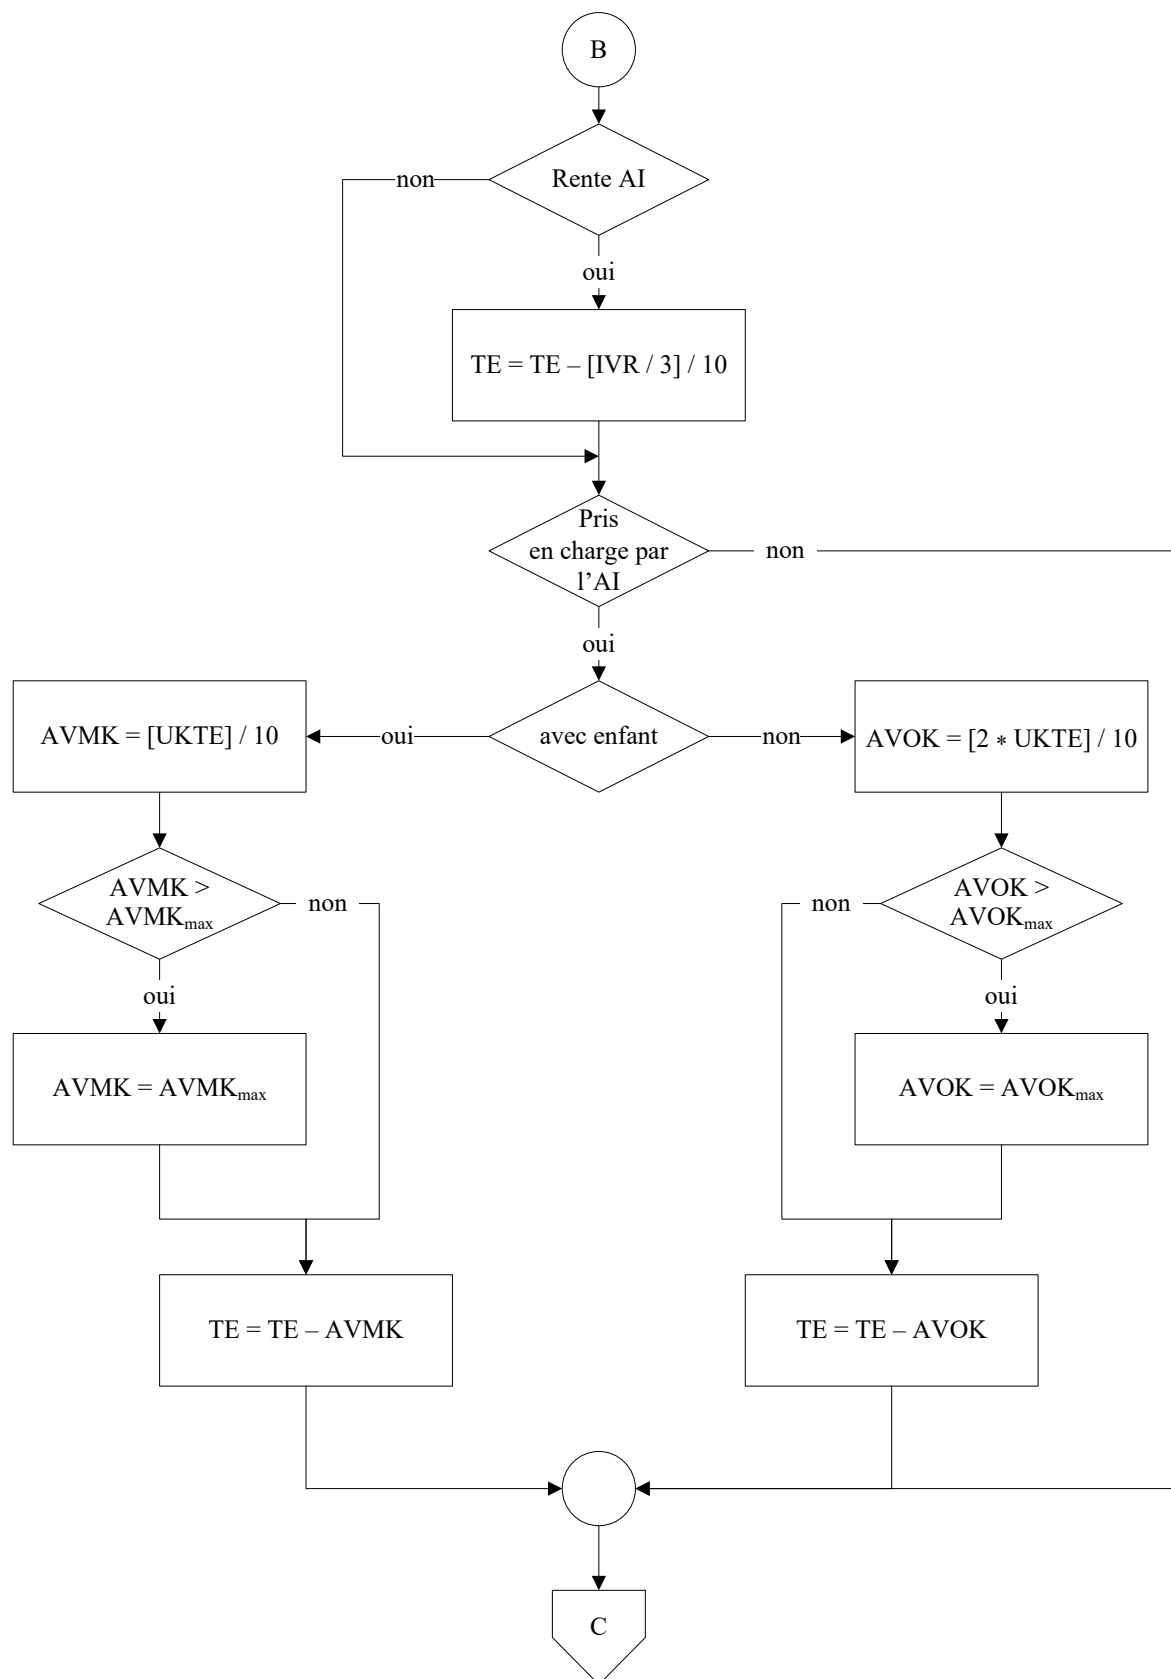 B
non
Rente AI
oui
TE = TE – [IVR / 3] / 10
Pris
en charge par
l’AI
non
oui
AVMK = [UKTE] / 10
oui
avec enfant
non
AVOK = [2 * UKTE] / 10
AVMK >
AVMKmax
non
non
AVOK >
AVOKmax
oui
oui
AVMK = AVMKmax
AVOK = AVOKmax
TE = TE – AVMK
TE = TE – AVOK
C